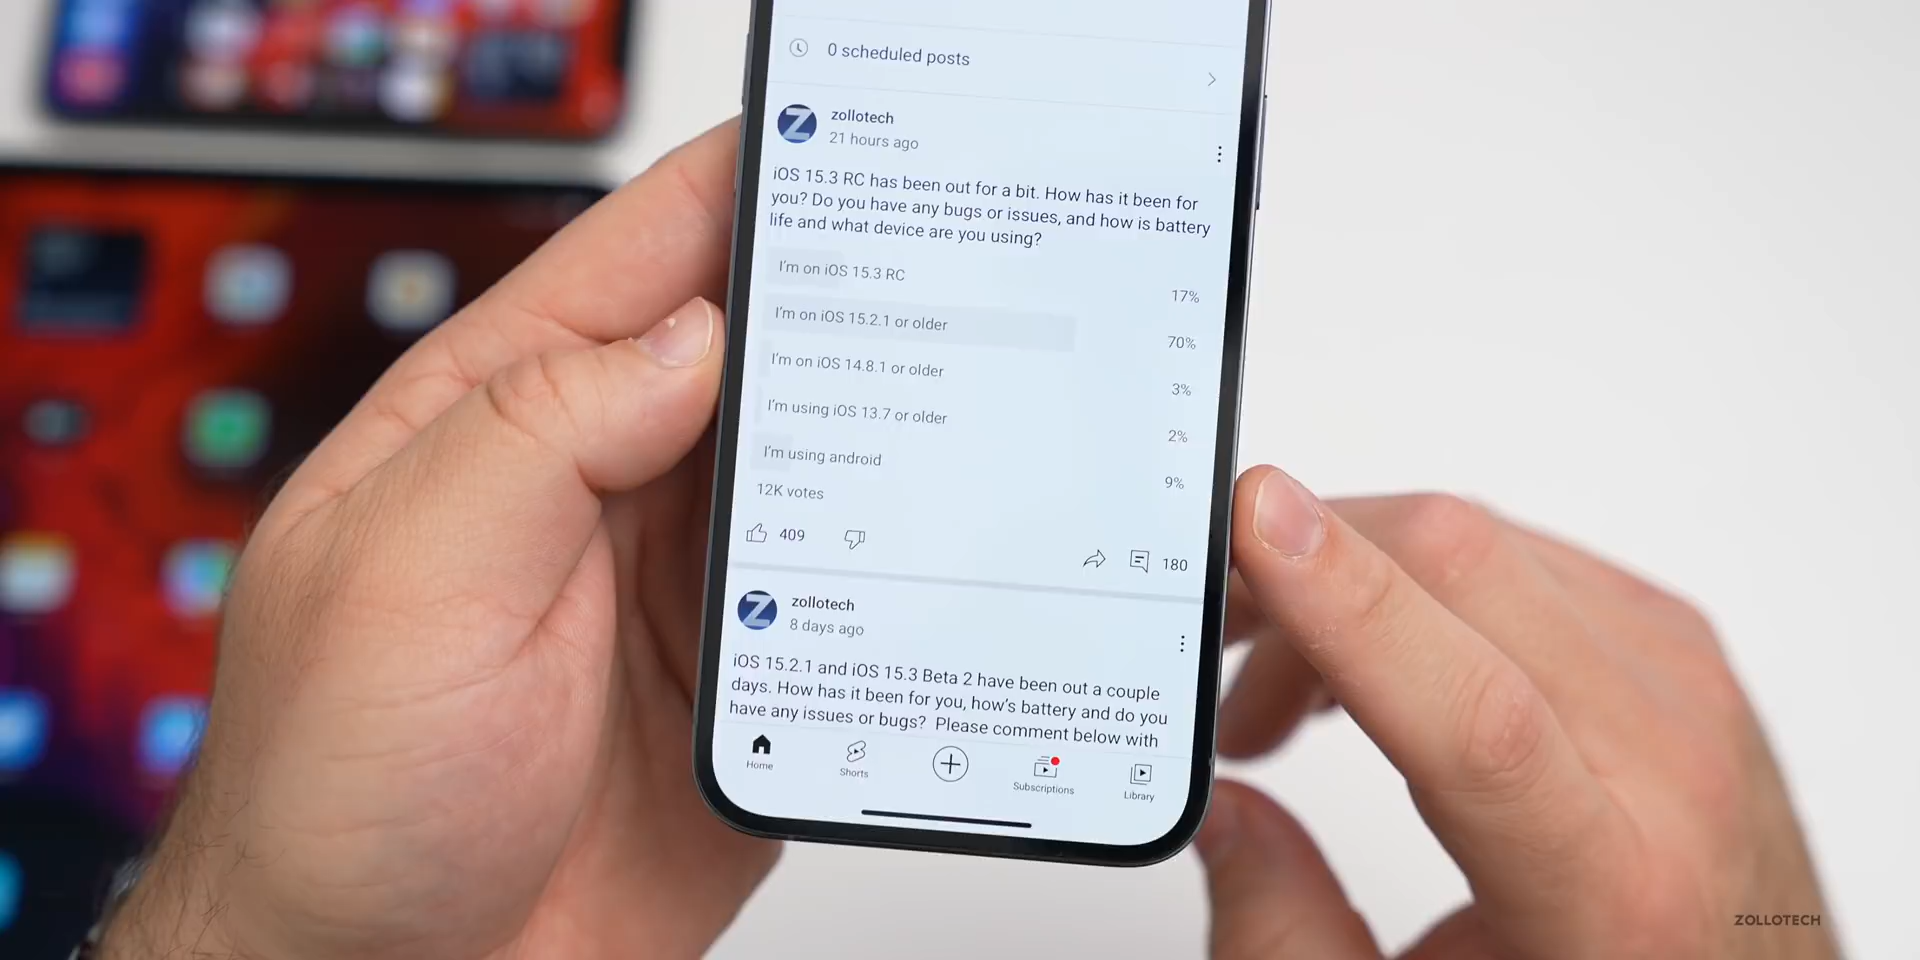 0 scheduled posts
Z
zollotech
21 hours ago
iOS 15.3 RC has been out for a bit. How has it been for
you? Do you have any bugs or issues, and how is battery
life and what device are you using?
I'm on iOS 15.3 RC
17%
I'm on iOS 15.2.1 or older
70%
I'm on iOS 14.8.1 or older
3%
I'm using iOS 13.7 or older
2%
I'm using android
9%
12K votes
409
180
Z
zollotech
8 days ago
iOS 15.2.1 and iOS 15.3 Beta 2 have been out a couple
days. How has it been for you, how's battery and do you
have any issues or bugs?  Please comment below with
Home
Shorts
Subscriptions
Library
ZOLLOTECH